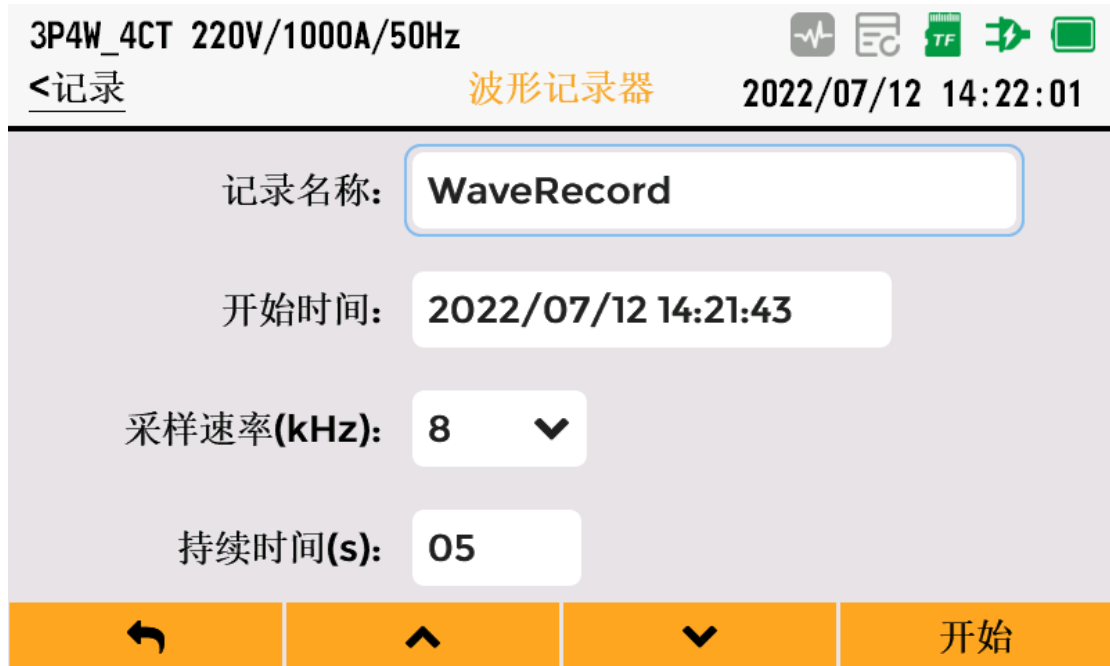 3P4W_4CT 220V/1000A/50Hz
TF
<记录
波形记录器
2022/07/12 14:22:01
记录名称:
WaveRecord
开始时间:
2022/07/12 14:21:43
采样速率(kHz):
8
持续时间(s):
05
开始